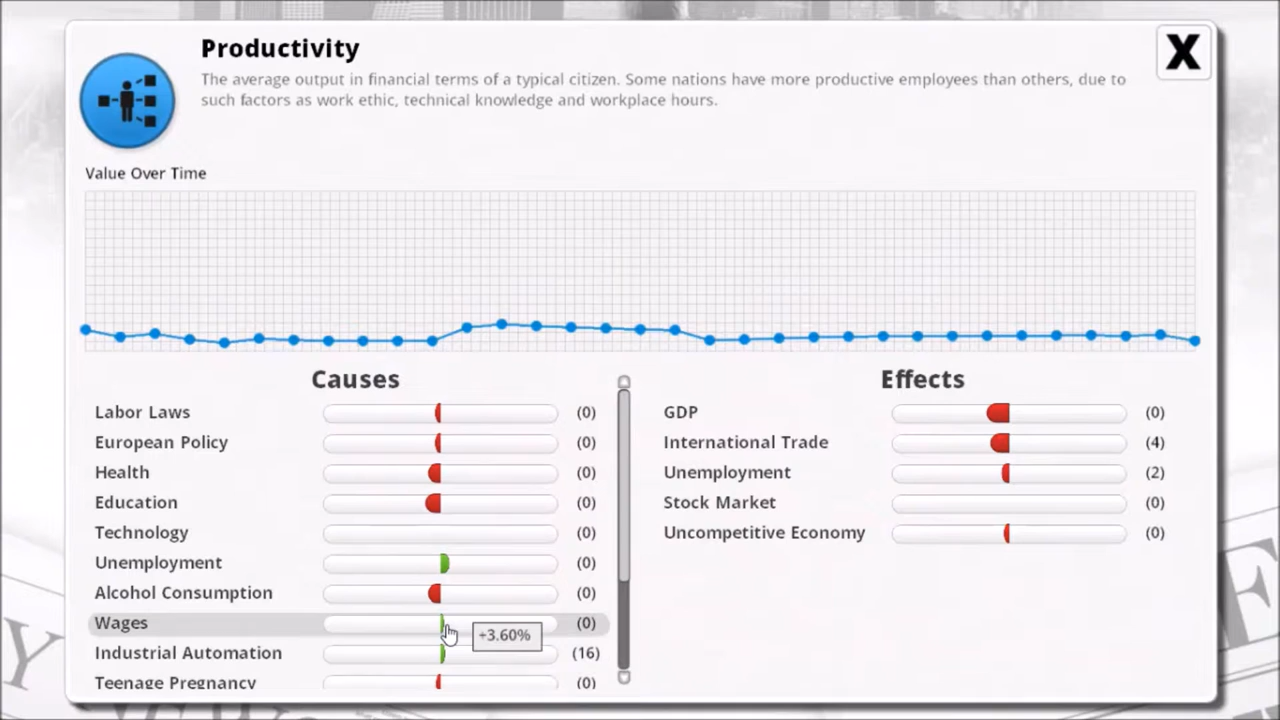 Productivity
X
The average output in financial terms of a typical citizen. Some nations have more productive employees than others, due to
such factors as work ethic, technical knowledge and workplace hours.
Value Over Time
Causes
Labor Laws (0)
European Policy (0)
Health (0)
Education (0)
Technology (0)
Unemployment (0)
Alcohol Consumption (0)
Wages (0)
+3.60%
Industrial Automation (16)
Teenage Pregnancy (0)
Effects
GDP (0)
International Trade (4)
Unemployment (2)
Stock Market (0)
Uncompetitive Economy (0)